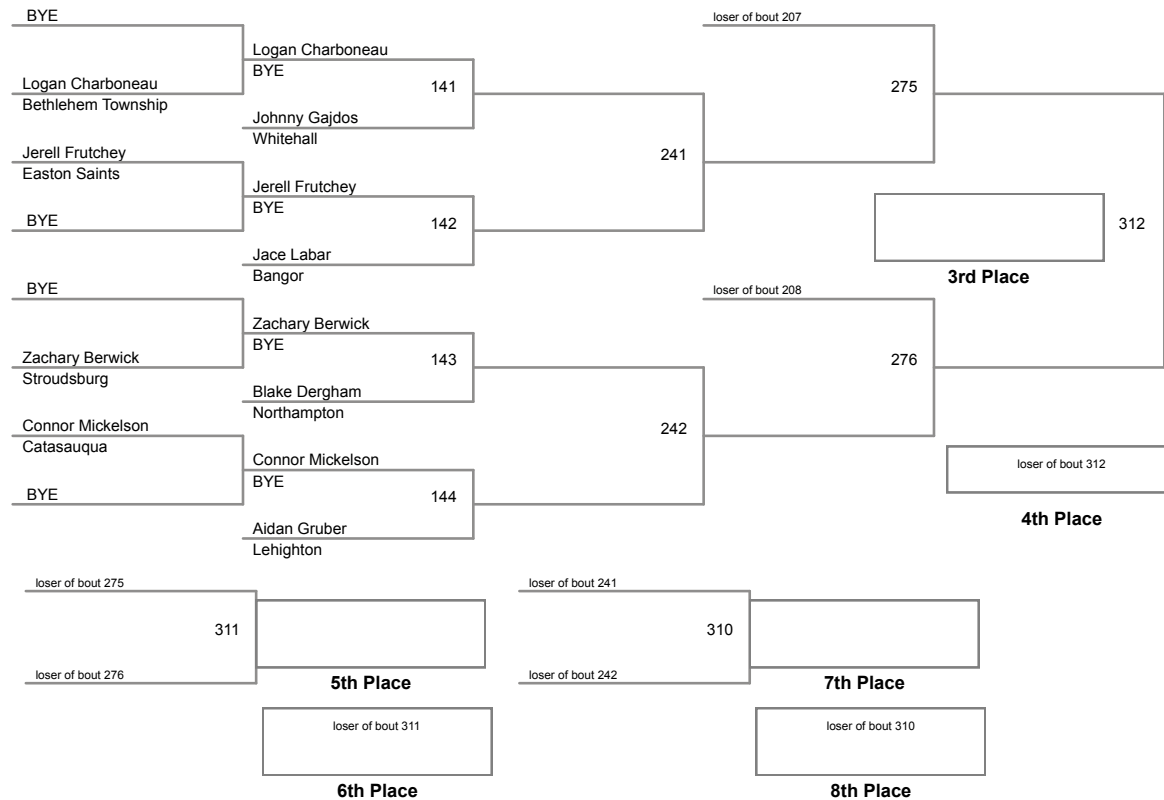 BYE
Logan Charboneau
Bethlehem Township
Jerell Frutchey
Easton Saints
BYE
BYE
Zachary Berwick
Stroudsburg
Connor Mickelson
Catasauqua
BYE
Logan Charboneau
BYE
141
Johnny Gajdos
Whitehall
Jerell Frutchey
BYE
142
Jace Labar
Bangor
Zachary Berwick
BYE
143
Blake Dergham
Northampton
Connor Mickelson
BYE
144
Aidan Gruber
Lehighton
241
242
loser of bout 207
275
loser of bout 208
276
312
3rd Place
loser of bout 312
4th Place
loser of bout 275
311
loser of bout 276
5th Place
loser of bout 311
6th Place
loser of bout 241
310
loser of bout 242
7th Place
loser of bout 310
8th Place